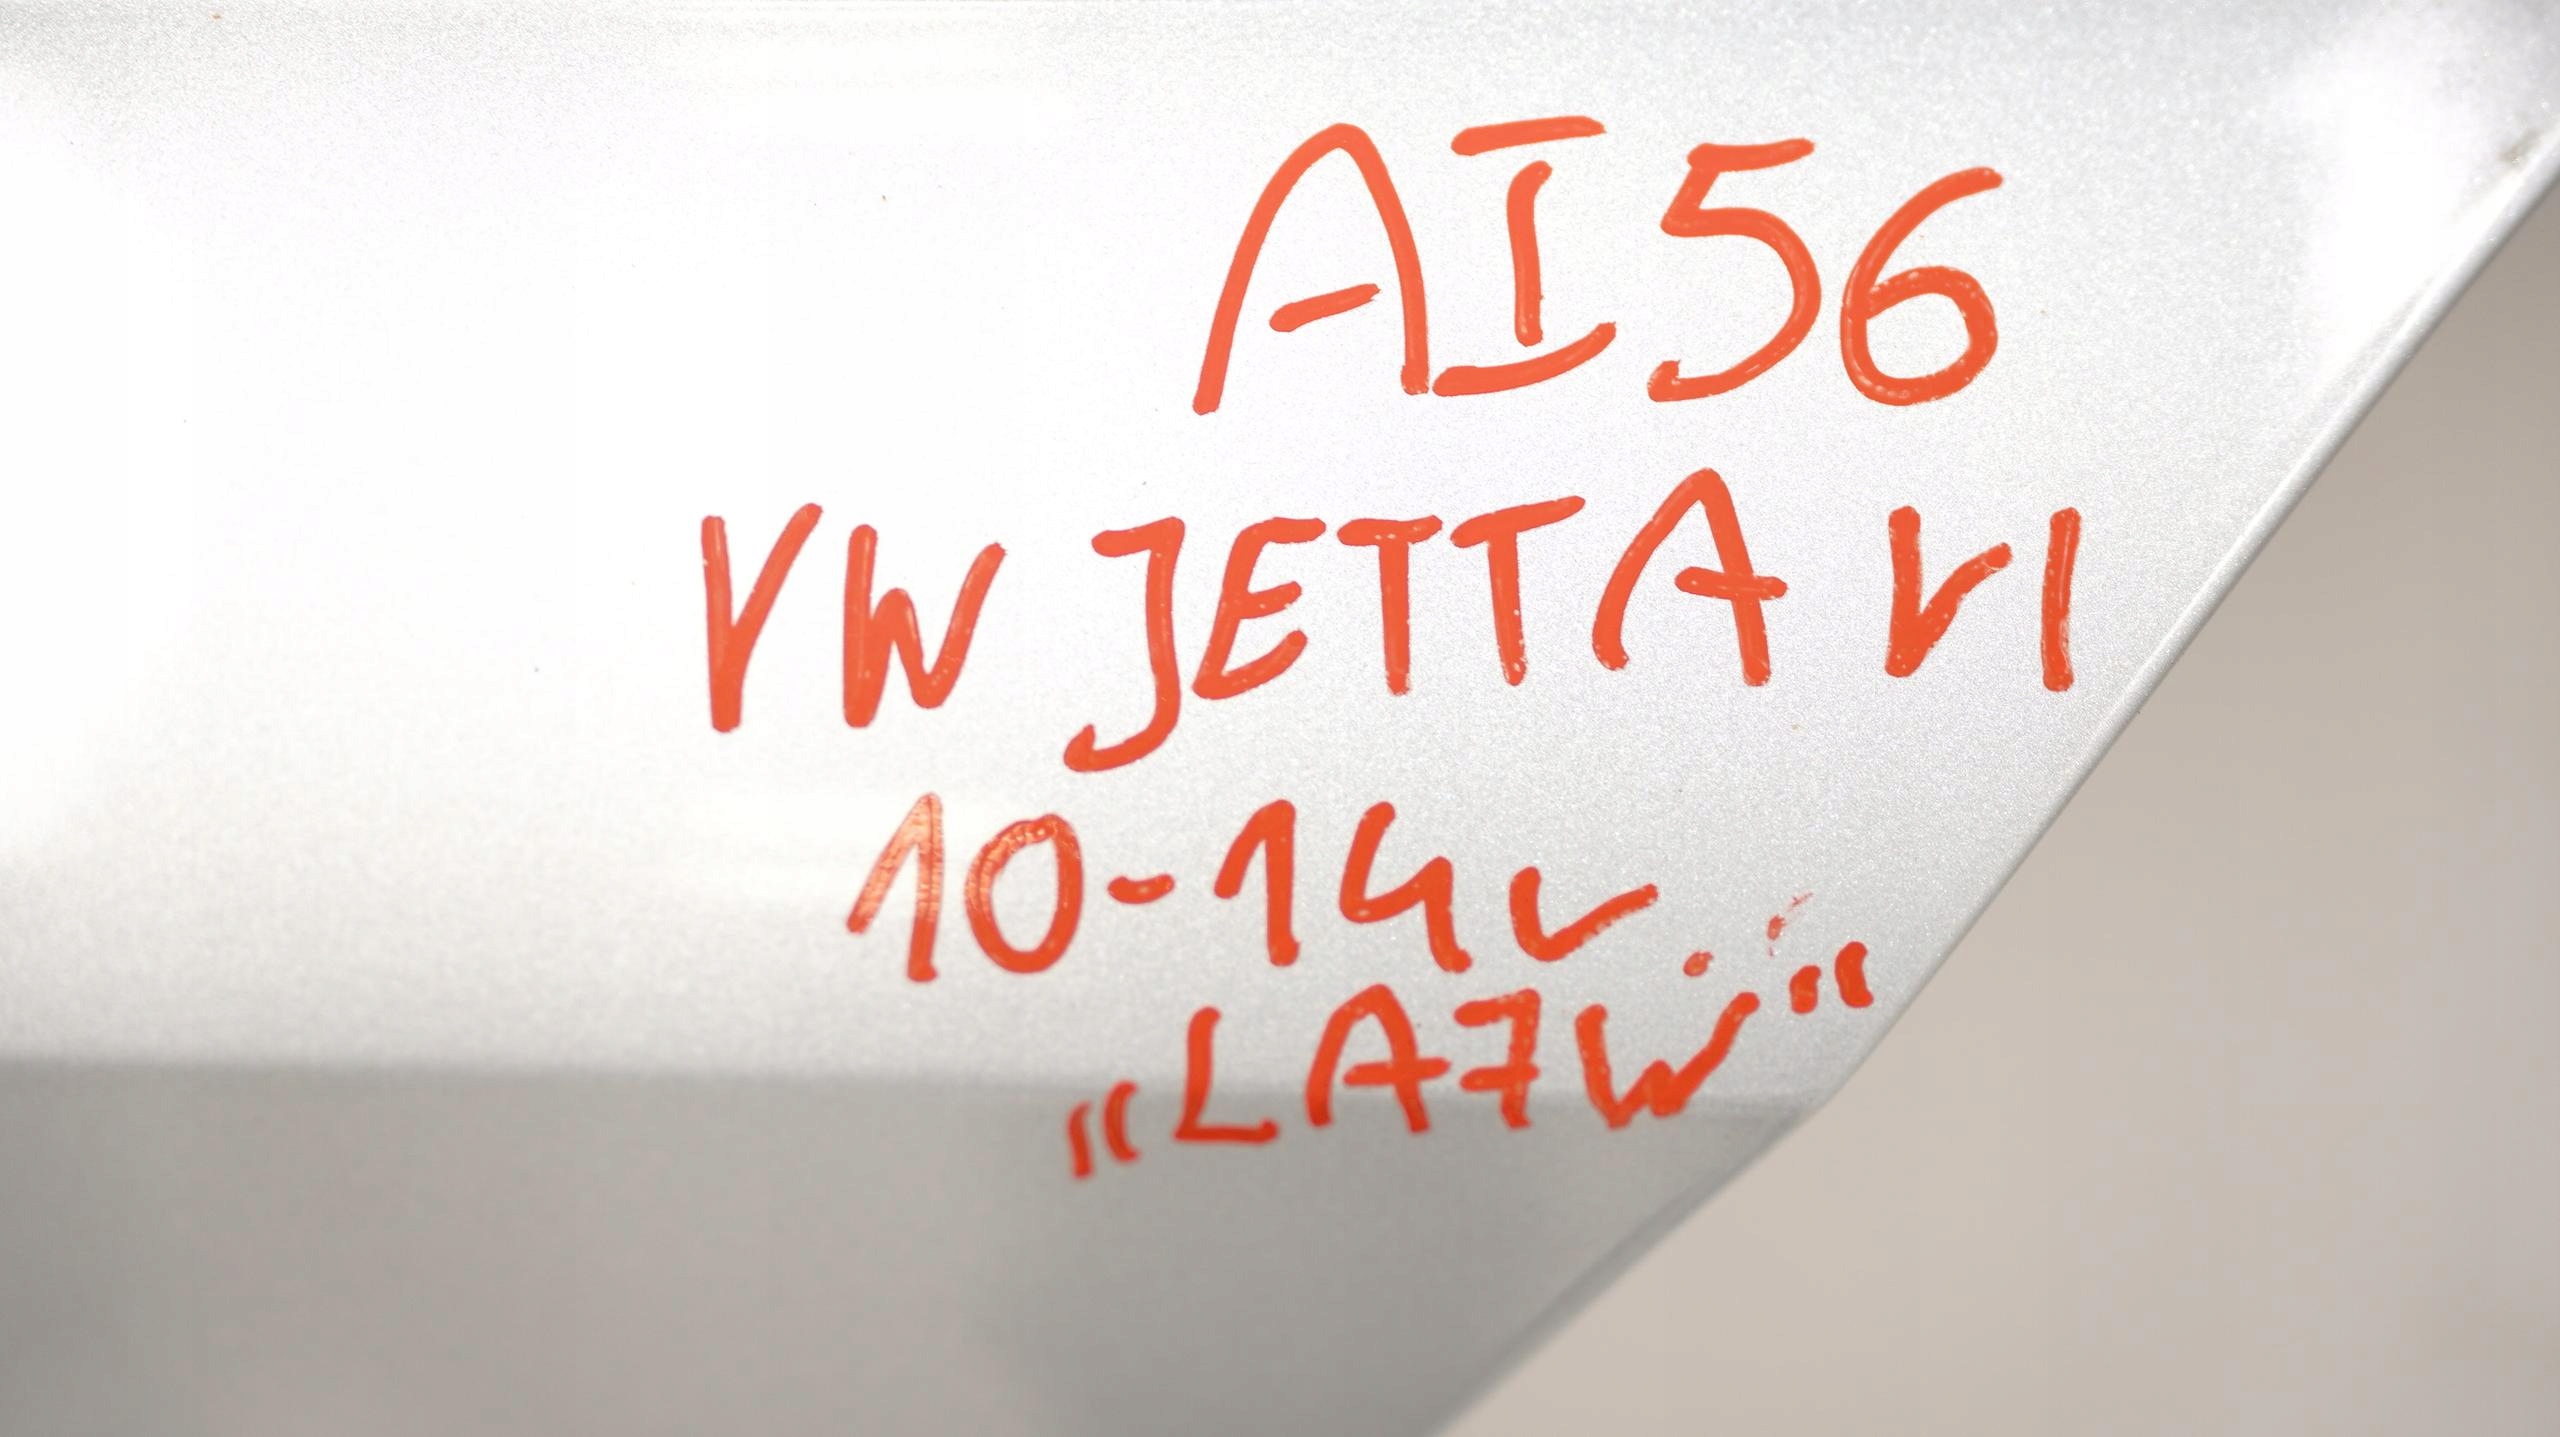 AI56
VW JETTA VI
10-14r.
„LA7W“